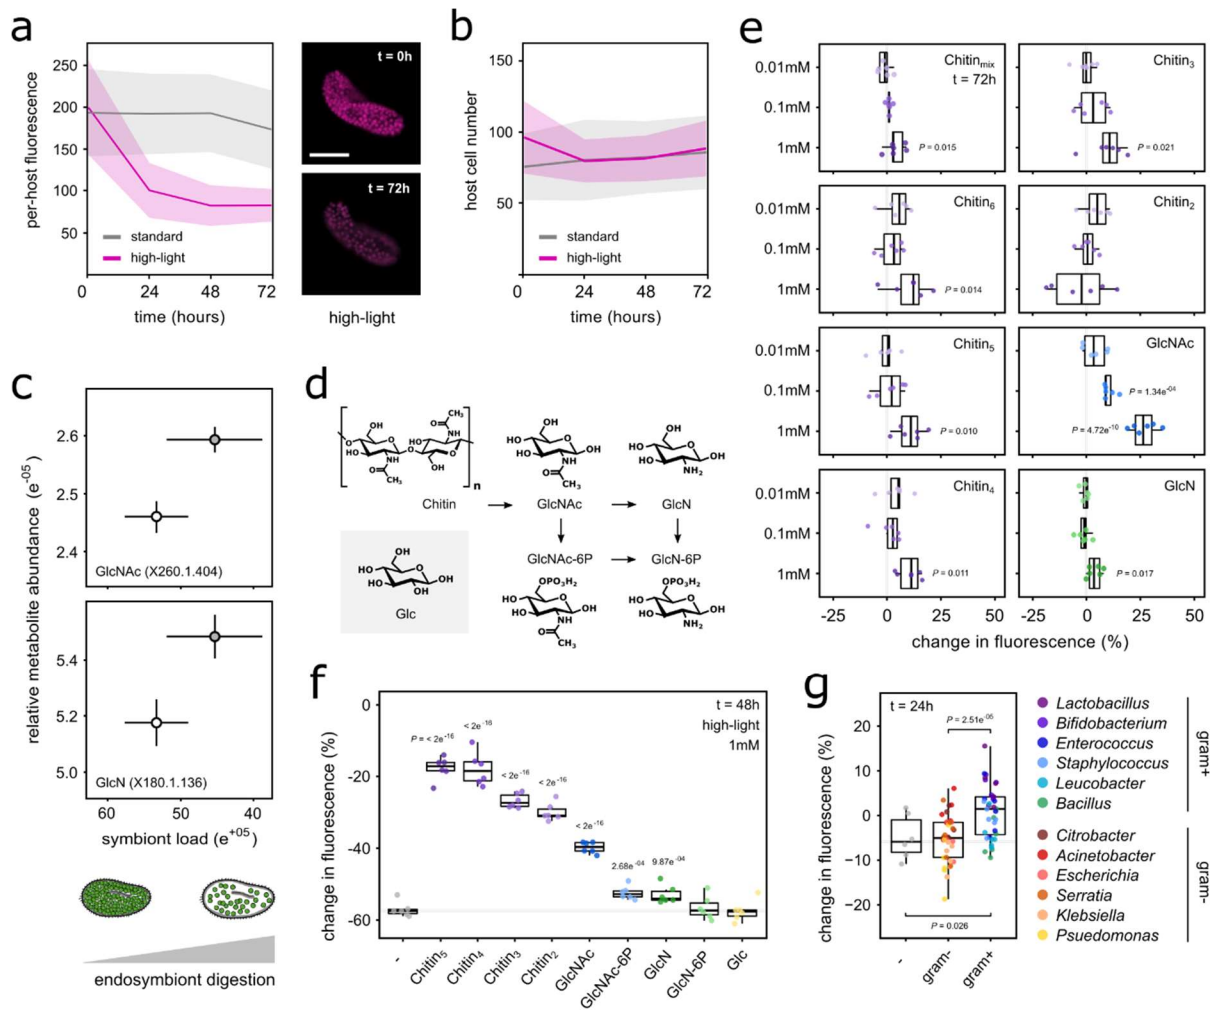 a
per-host fluorescence
250
200
150
100
50
0
standard
high-light
0
24
48
72
time (hours)
t = 0h
t = 72h
high-light
b
host cell number
150
100
50
0
standard
high-light
0
24
48
72
time (hours)
c
relative metabolite abundance (e⁻⁰⁵)
2.6
2.5
2.4
GlcNAc (X260.1.404)
5.4
5.2
5.0
GlcN (X180.1.136)
60
50
40
symbiont load (e⁺⁰⁵)
endosymbiont digestion
d
n
Chitin
GlcNAc
GlcN
GlcNAc-6P
GlcN-6P
Glc
e
0.01mM
0.1mM
1mM
Chitinₘᵢₓ
t = 72h
P = 0.015
Chitin₃
P = 0.021
0.01mM
0.1mM
1mM
Chitin₆
P = 0.014
Chitin₂
0.01mM
0.1mM
1mM
Chitin₅
P = 0.010
GlcNAc
P = 1.34e⁻⁰⁴
P = 4.72e⁻¹⁰
0.01mM
0.1mM
1mM
Chitin₄
P = 0.011
GlcN
P = 0.017
-25
0
25
50
-25
0
25
50
change in fluorescence (%)
f
change in fluorescence (%)
0
-20
-40
-60
t = 48h
high-light
1mM
P = < 2e⁻¹⁶
< 2e⁻¹⁶
< 2e⁻¹⁶
< 2e⁻¹⁶
< 2e⁻¹⁶
2.68e⁻⁰⁴
9.87e⁻⁰⁴
-
Chitin₅
Chitin₄
Chitin₃
Chitin₂
GlcNAc
GlcNAc-6P
GlcN
GlcN-6P
Glc
g
change in fluorescence (%)
20
10
0
−10
−20
t = 24h
P = 2.51e⁻⁰⁵
P = 0.026
-
gram-
gram+
Lactobacillus
Bifidobacterium
Enterococcus
Staphylococcus
Leucobacter
Bacillus
gram+
Citrobacter
Acinetobacter
Escherichia
Serratia
Klebsiella
Psuedomonas
gram-